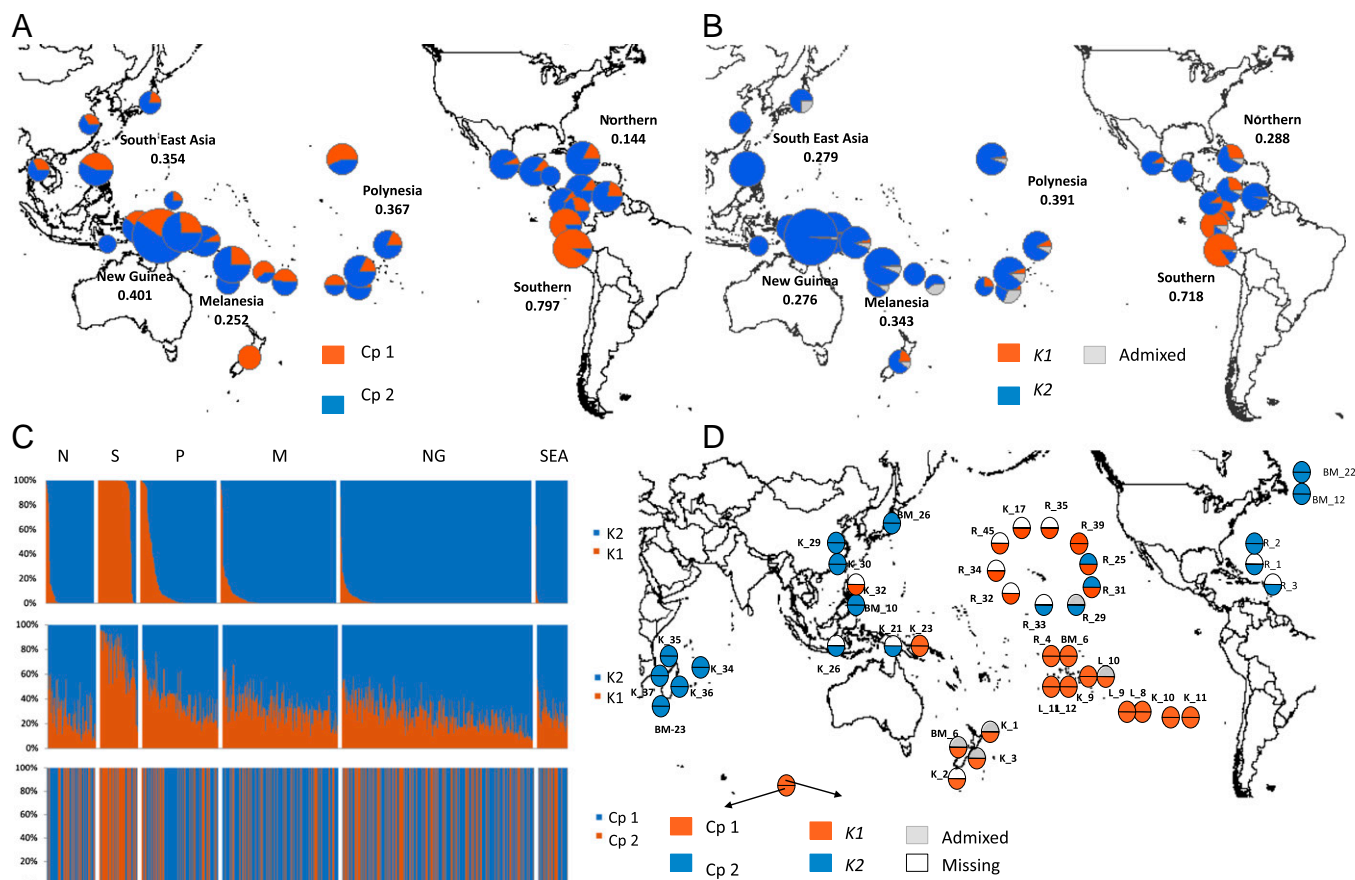 A
South East Asia
0.354
Northern
0.144
Polynesia
0.367
New Guinea
0.401
Melanesia
0.252
Southern
0.797
Cp 1
Cp 2
B
South East Asia
0.279
Northern
0.288
Polynesia
0.391
New Guinea
0.276
Melanesia
0.343
Southern
0.718
K1
Admixed
K2
C
N S P M NG SEA
100%
80%
60%
40%
20%
0%
K2
K1
100%
80%
60%
40%
20%
0%
K2
K1
100%
80%
60%
40%
20%
Cp 1
Cp 2
D
BM_22
BM_12
BM_26
K_17
R_35
R_45
R_39
K_29
R_2
K_30
R_25
R_1
R_34
K_32
R_31
R_3
R_32
BM_10
R_33
R_29
K_35
K_21
K_23
R_4
BM_6
K_34
K_26
L_10
K_37
K_36
K_9
L_9
L_8
K_10
K_11
L_11
L_12
BM-23
K_1
BM_6
K_3
K_2
Cp 1
K1
Admixed
Cp 2
K2
Missing